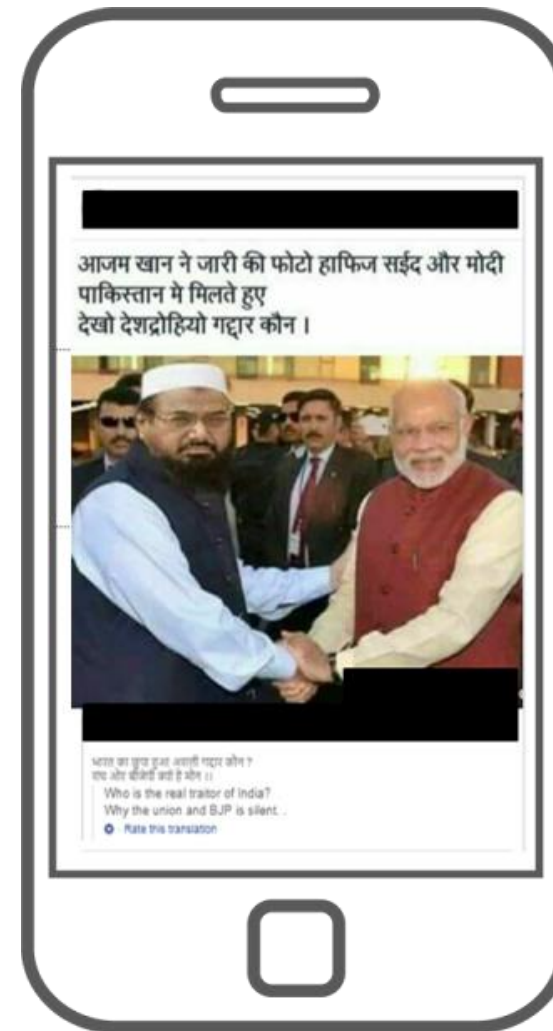 आजम खान ने जारी की फोटो हाफिज सईद और मोदी
पाकिस्तान मे मिलते हुए
देखो देशद्रोहियो गद्दार कौन ।
भारत का छुपा हुआ असली गद्दार कौन ?
संघ ओर बीजेपी क्यो है मोन ।।
Who is the real traitor of India?
Why the union and BJP is silent. .
Rate this translation